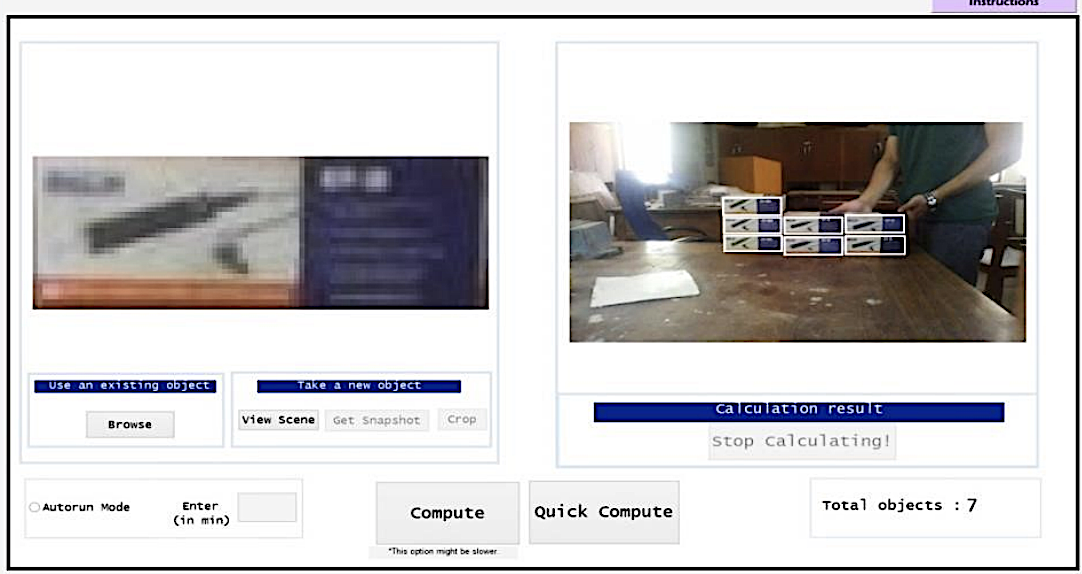 Instructions
Use an existing object
Take a new object
Browse
View Scene
Get Snapshot
Crop
Calculation result
Stop Calculating!
Autorun Mode
Enter
(in min)
Compute
Quick Compute
*This option might be slower.
Total objects : 7